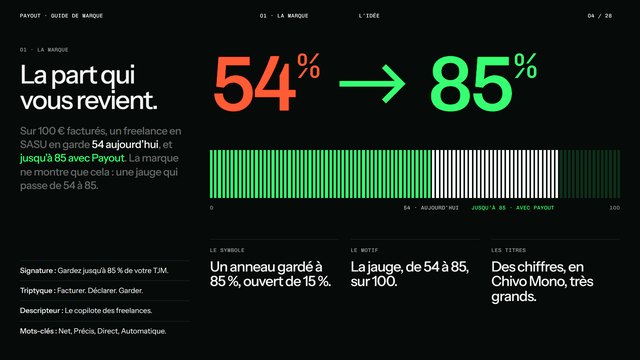 PAYOUT · GUIDE DE MARQUE
01 · LA MARQUE
L'IDÉE
04 / 28
01 · LA MARQUE
La part qui
vous revient.
Sur 100 € facturés, un freelance en
SASU en garde 54 aujourd'hui, et
jusqu'à 85 avec Payout. La marque
ne montre que cela : une jauge qui
passe de 54 à 85.
Signature : Gardez jusqu'à 85 % de votre TJM.
Triptyque : Facturer. Déclarer. Garder.
Descripteur : Le copilote des freelances.
Mots-clés : Net, Précis, Direct, Automatique.
54% → 85%
0
54 · AUJOURD'HUI
JUSQU'À 85 · AVEC PAYOUT
100
LE SYMBOLE
Un anneau gardé à
85 %, ouvert de 15 %.
LE MOTIF
La jauge, de 54 à 85,
sur 100.
LES TITRES
Des chiffres, en
Chivo Mono, très
grands.